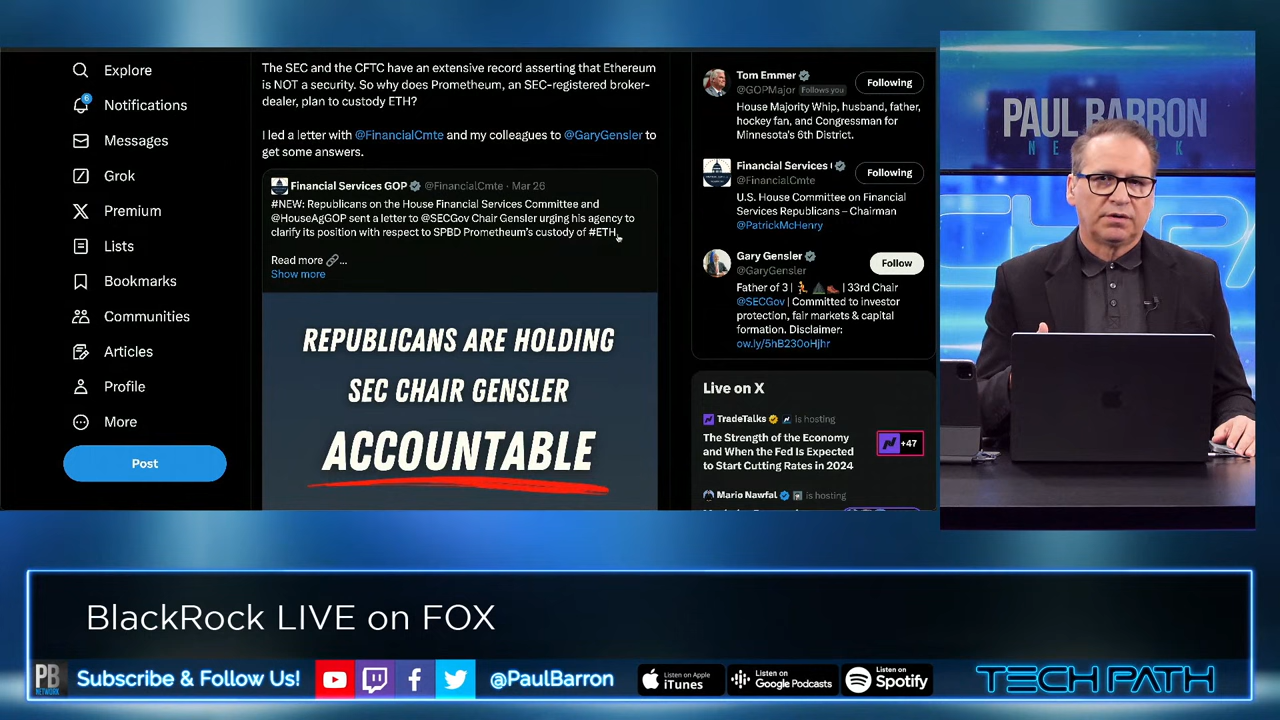 Explore
6
Notifications
Messages
Grok
Premium
Lists
Bookmarks
Communities
Articles
Profile
More
Post
The SEC and the CFTC have an extensive record asserting that Ethereum
is NOT a security. So why does Prometheum, an SEC-registered broker-
dealer, plan to custody ETH?
I led a letter with @FinancialCmte and my colleagues to @GaryGensler to
get some answers.
Financial Services GOP @FinancialCmte · Mar 26
#NEW: Republicans on the House Financial Services Committee and
@HouseAgGOP sent a letter to @SECGov Chair Gensler urging his agency to
clarify its position with respect to SPBD Prometheum's custody of #ETH.
Read more 🔗...
Show more
REPUBLICANS ARE HOLDING
SEC CHAIR GENSLER
ACCOUNTABLE
Tom Emmer
@GOPMajor Follows you
Following
House Majority Whip, husband, father,
hockey fan, and Congressman for
Minnesota's 6th District.
Financial Services
@FinancialCmte
Following
U.S. House Committee on Financial
Services Republicans – Chairman
@PatrickMcHenry
Gary Gensler
@GaryGensler
Follow
Father of 3 | | 33rd Chair
@SECGov | Committed to investor
protection, fair markets & capital
formation. Disclaimer:
ow.ly/5hB230oHjhr
Live on X
TradeTalks is hosting
The Strength of the Economy
and When the Fed Is Expected
to Start Cutting Rates in 2024
+47
Mario Nawfal is hosting
PAUL BARRON
BlackRock LIVE on FOX
PB
NETWORK
Subscribe & Follow Us!
@PaulBarron
Listen on Apple
iTunes
Listen on
Google Podcasts
Listen on
Spotify
TECH PATH